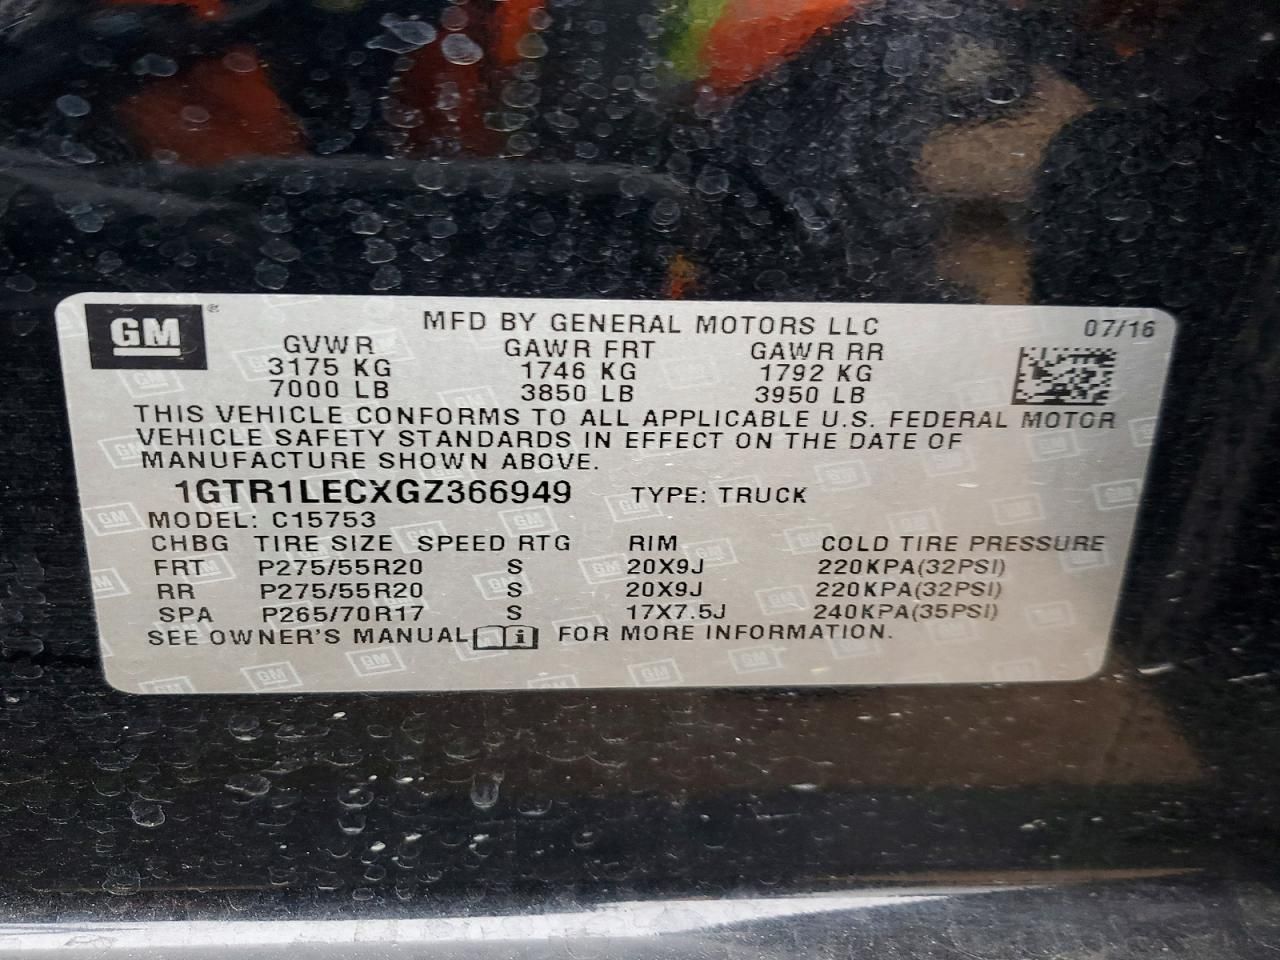 GM ®
MFD BY GENERAL MOTORS LLC 07/16
GVWR GAWR FRT GAWR RR
3175 KG 1746 KG 1792 KG
7000 LB 3850 LB 3950 LB
THIS VEHICLE CONFORMS TO ALL APPLICABLE U.S. FEDERAL MOTOR
VEHICLE SAFETY STANDARDS IN EFFECT ON THE DATE OF
MANUFACTURE SHOWN ABOVE.
1GTR1LECXGZ366949 TYPE: TRUCK
MODEL: C15753
CHBG TIRE SIZE SPEED RTG RIM COLD TIRE PRESSURE
FRT P275/55R20 S 20X9J 220KPA(32PSI)
RR P275/55R20 S 20X9J 220KPA(32PSI)
SPA P265/70R17 S 17X7.5J 240KPA(35PSI)
SEE OWNER'S MANUAL i FOR MORE INFORMATION.